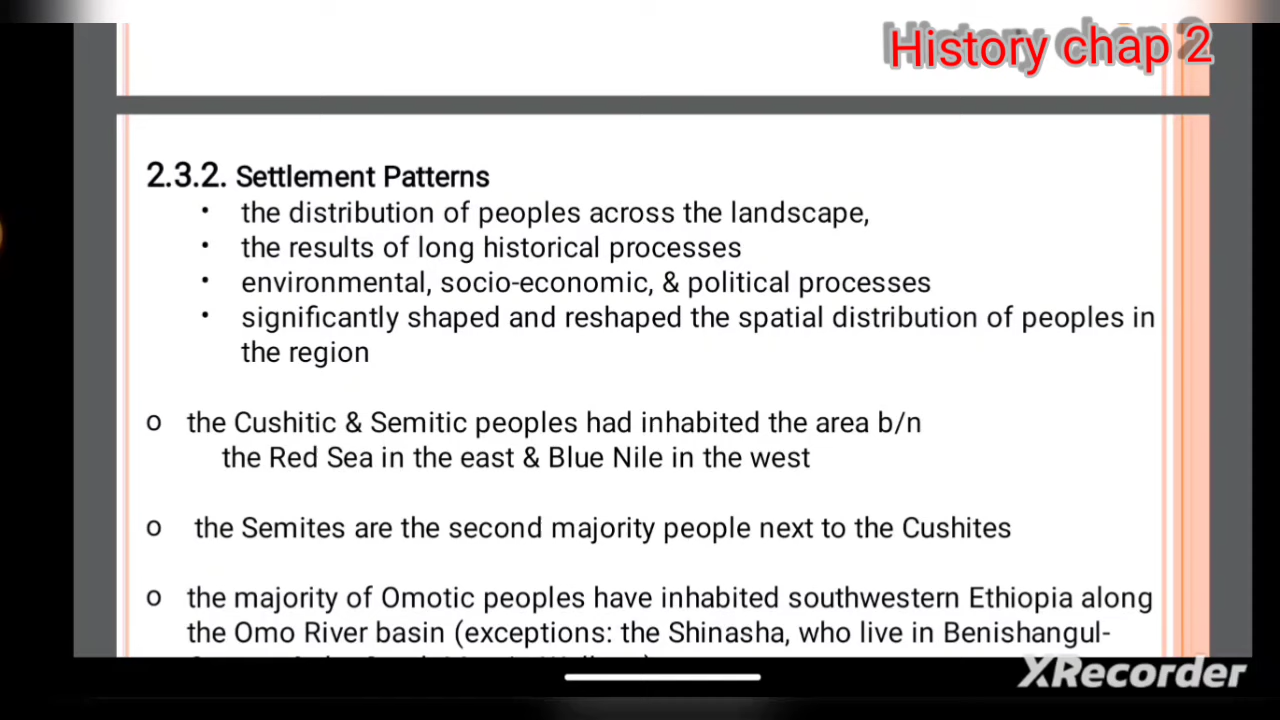 History chap 2
2.3.2. Settlement Patterns
• the distribution of peoples across the landscape,
• the results of long historical processes
• environmental, socio-economic, & political processes
• significantly shaped and reshaped the spatial distribution of peoples in
the region
o the Cushitic & Semitic peoples had inhabited the area b/n
the Red Sea in the east & Blue Nile in the west
o the Semites are the second majority people next to the Cushites
o the majority of Omotic peoples have inhabited southwestern Ethiopia along
the Omo River basin (exceptions: the Shinasha, who live in Benishangul-
XRecorder